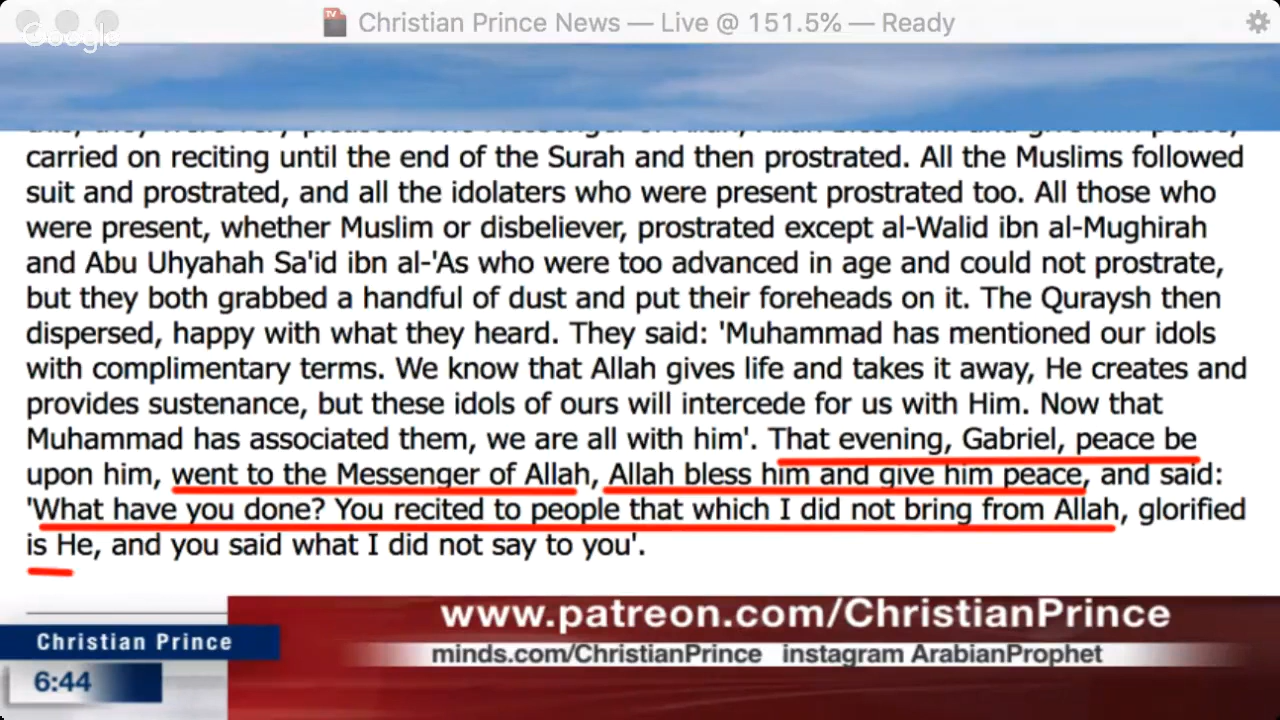 Christian Prince News — Live @ 151.5% — Ready
Google
carried on reciting until the end of the Surah and then prostrated. All the Muslims followed
suit and prostrated, and all the idolaters who were present prostrated too. All those who
were present, whether Muslim or disbeliever, prostrated except al-Walid ibn al-Mughirah
and Abu Uhyahah Sa'id ibn al-'As who were too advanced in age and could not prostrate,
but they both grabbed a handful of dust and put their foreheads on it. The Quraysh then
dispersed, happy with what they heard. They said: 'Muhammad has mentioned our idols
with complimentary terms. We know that Allah gives life and takes it away, He creates and
provides sustenance, but these idols of ours will intercede for us with Him. Now that
Muhammad has associated them, we are all with him'. That evening, Gabriel, peace be
upon him, went to the Messenger of Allah, Allah bless him and give him peace, and said:
'What have you done? You recited to people that which I did not bring from Allah, glorified
is He, and you said what I did not say to you'.
www.patreon.com/ChristianPrince
Christian Prince
minds.com/ChristianPrince instagram ArabianProphet
6:44